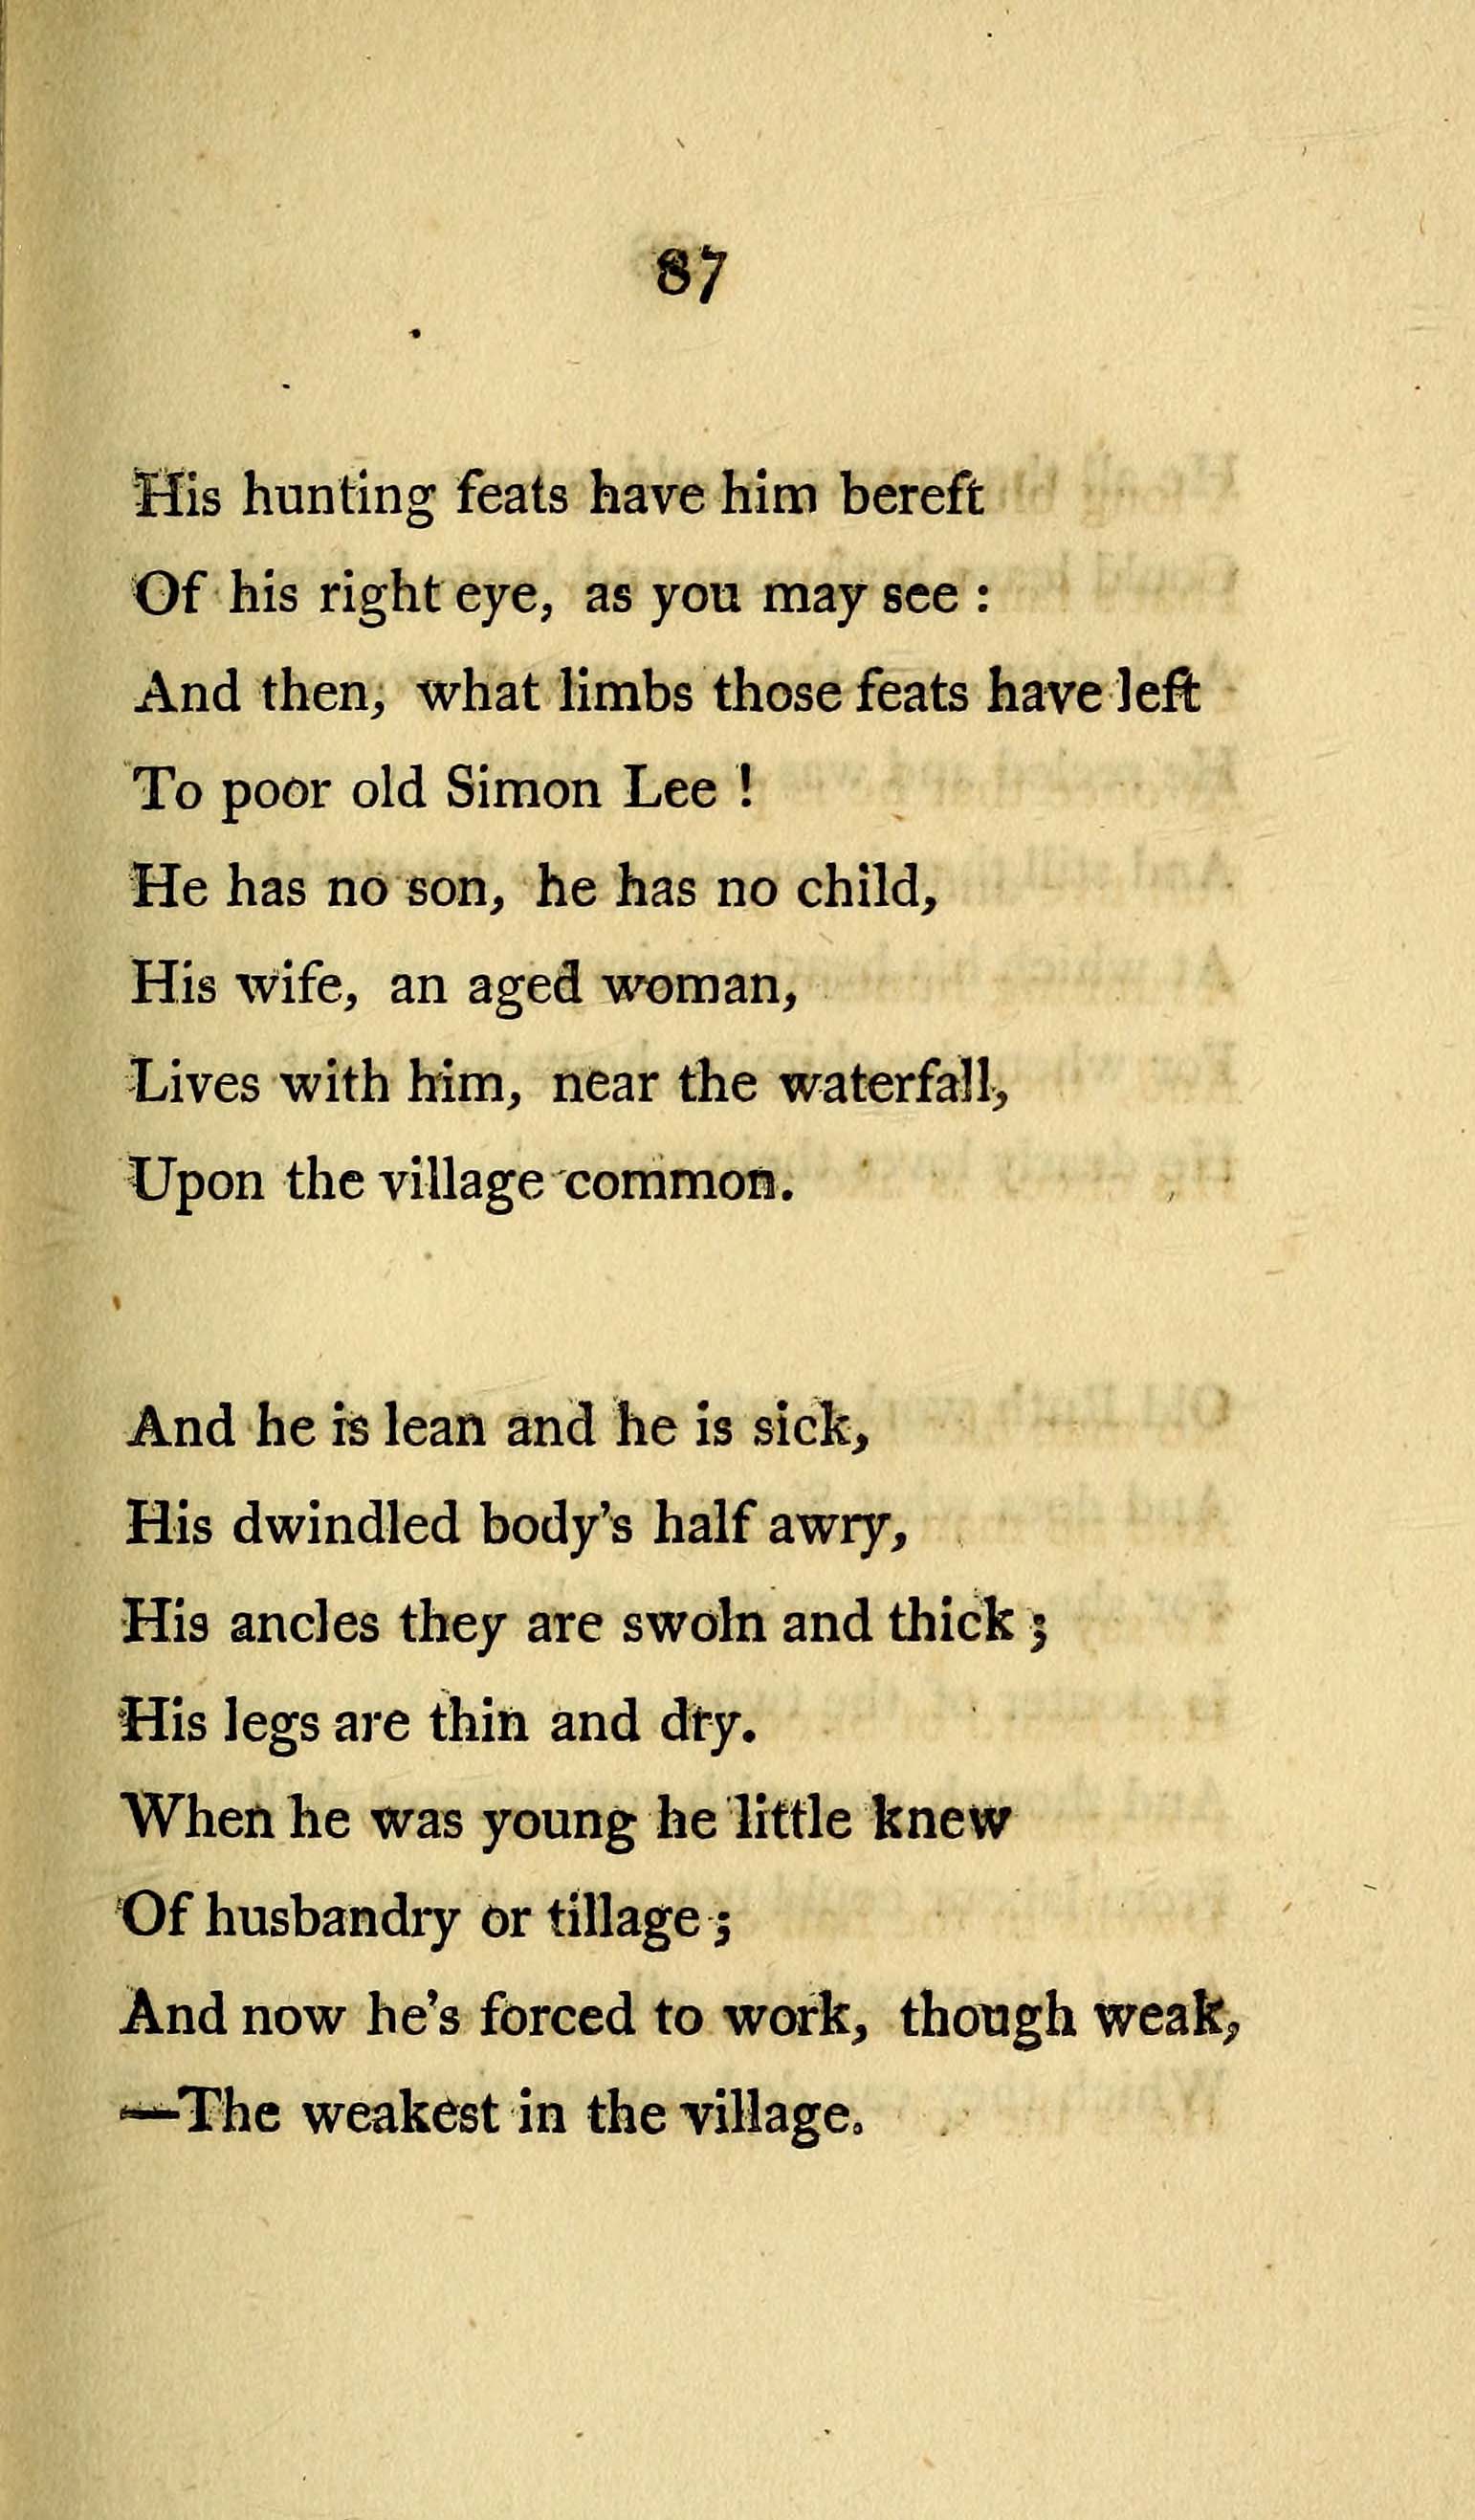 87
His hunting feats have him bereft
Of his right eye, as you may see :
And then, what limbs those feats have left
To poor old Simon Lee !
He has no son, he has no child,
His wife, an aged woman,
Lives with him, near the waterfall,
Upon the village common.
And he is lean and he is sick,
His dwindled body's half awry,
His ancles they are swoln and thick ;
His legs are thin and dry.
When he was young he little knew
Of husbandry or tillage ;
And now he's forced to work, though weak,
—The weakest in the village.